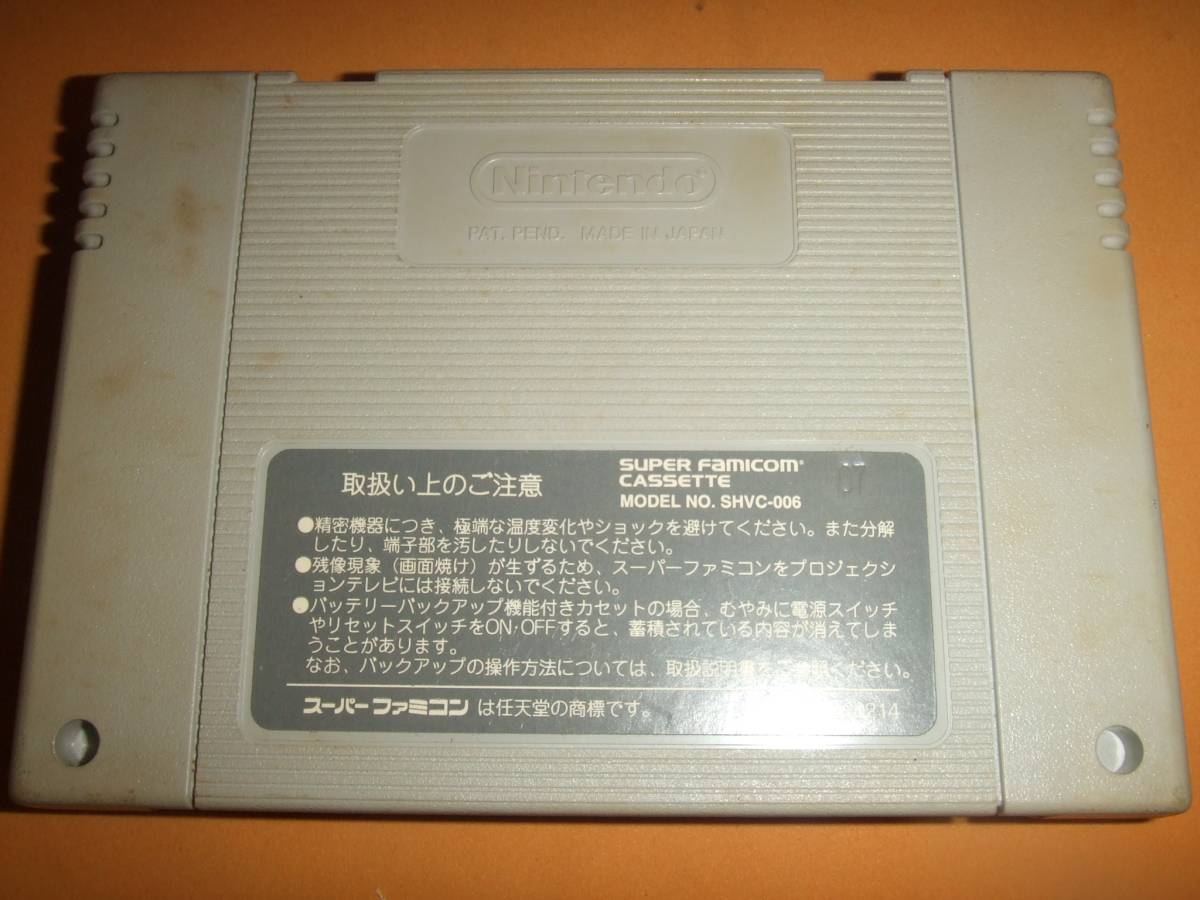 Nintendo®
PAT. PEND. MADE IN JAPAN
取扱い上のご注意
SUPER FAMICOM®
CASSETTE
MODEL NO. SHVC-006
07
●精密機器につき、極端な温度変化やショックを避けてください。また分解
したり、端子部を汚したりしないでください。
●残像現象（画面焼け）が生ずるため、スーパーファミコンをプロジェクシ
ョンテレビには接続しないでください。
●バッテリーバックアップ機能付きカセットの場合、むやみに電源スイッチ
やリセットスイッチをON·OFFすると、蓄積されている内容が消えてしま
うことがあります。
なお、バックアップの操作方法については、取扱説明書をご参照ください。
スーパーファミコン は任天堂の商標です。